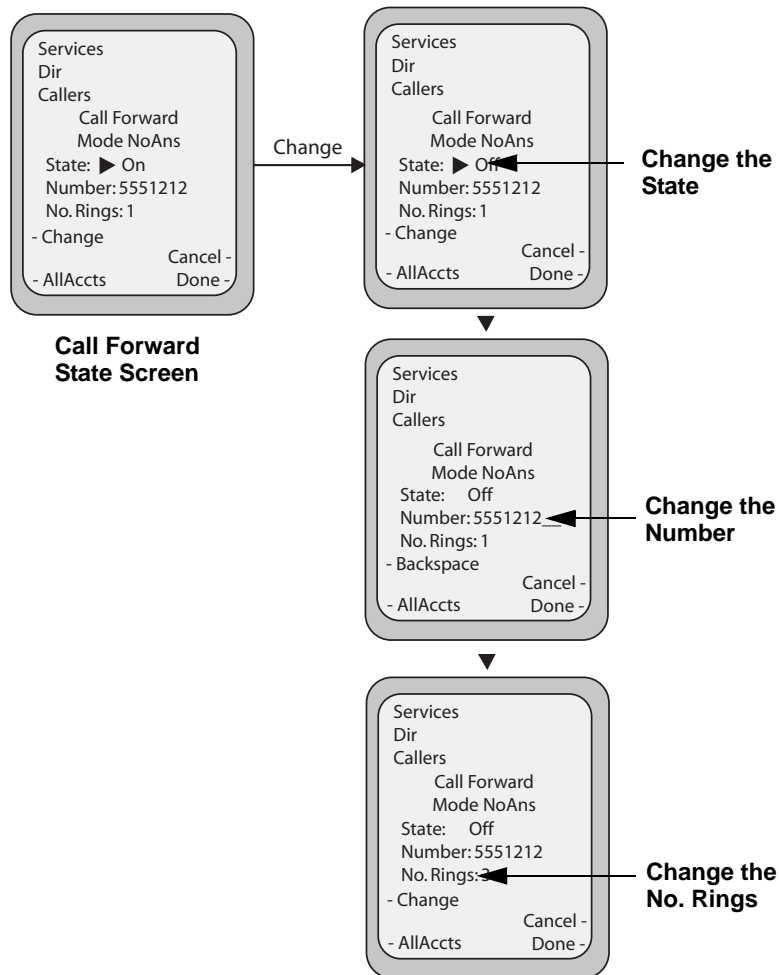 Services
Dir
Callers
Call Forward
Mode NoAns
State: ▶ On
Number: 5551212
No. Rings: 1
- Change
Cancel -
- AllAccts Done -
Call Forward
State Screen
Change
Services
Dir
Callers
Call Forward
Mode NoAns
State: ▶ Off
Number: 5551212
No. Rings: 1
- Change
Cancel -
- AllAccts Done -
Change the
State
Services
Dir
Callers
Call Forward
Mode NoAns
State: Off
Number: 5551212__
No. Rings: 1
- Backspace
Cancel -
- AllAccts Done -
Change the
Number
Services
Dir
Callers
Call Forward
Mode NoAns
State: Off
Number: 5551212
No. Rings: 3
- Change
Cancel -
- AllAccts Done -
Change the
No. Rings